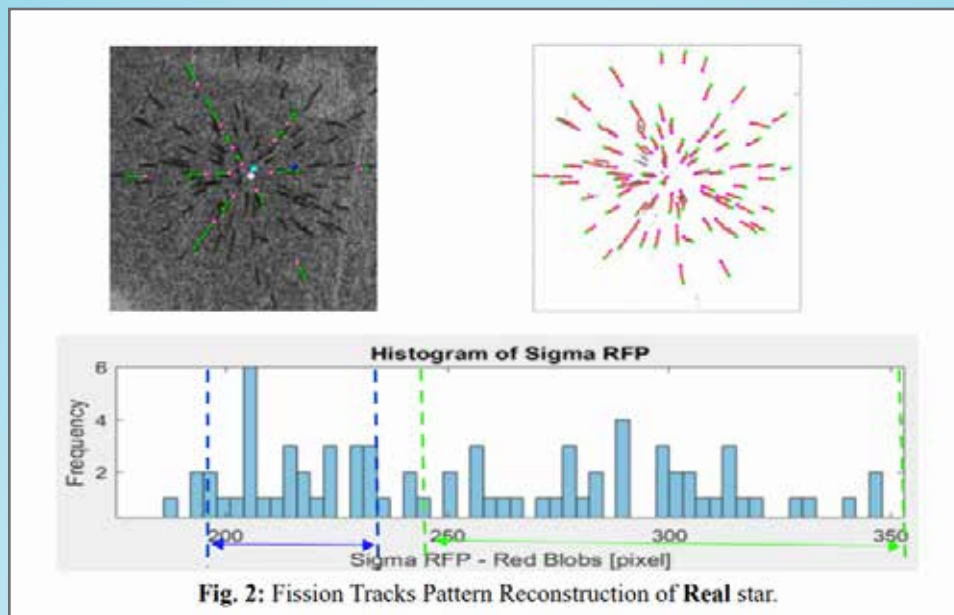 Histogram of Sigma RFP
Frequency
6
4
2
200
250
300
350
Sigma RFP - Red Blobs [pixel]
Fig. 2: Fission Tracks Pattern Reconstruction of Real star.